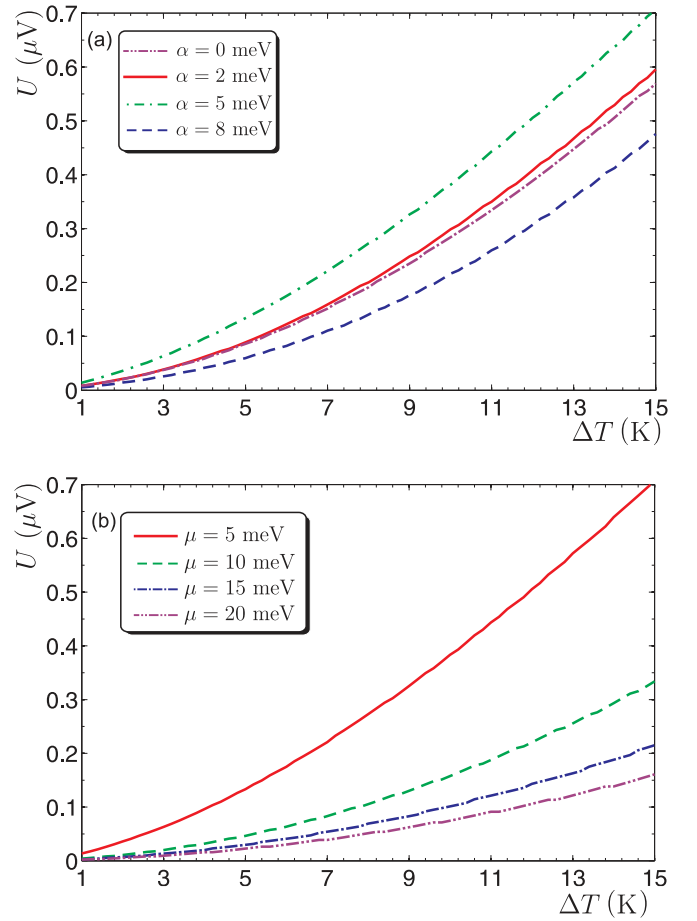 (a)
α = 0 meV
α = 2 meV
α = 5 meV
α = 8 meV
U (μV)
0.7
0.6
0.5
0.4
0.3
0.2
0.1
0
1 3 5 7 9 11 13 15
ΔT (K)
(b)
μ = 5 meV
μ = 10 meV
μ = 15 meV
μ = 20 meV
U (μV)
0.7
0.6
0.5
0.4
0.3
0.2
0.1
0
1 3 5 7 9 11 13 15
ΔT (K)